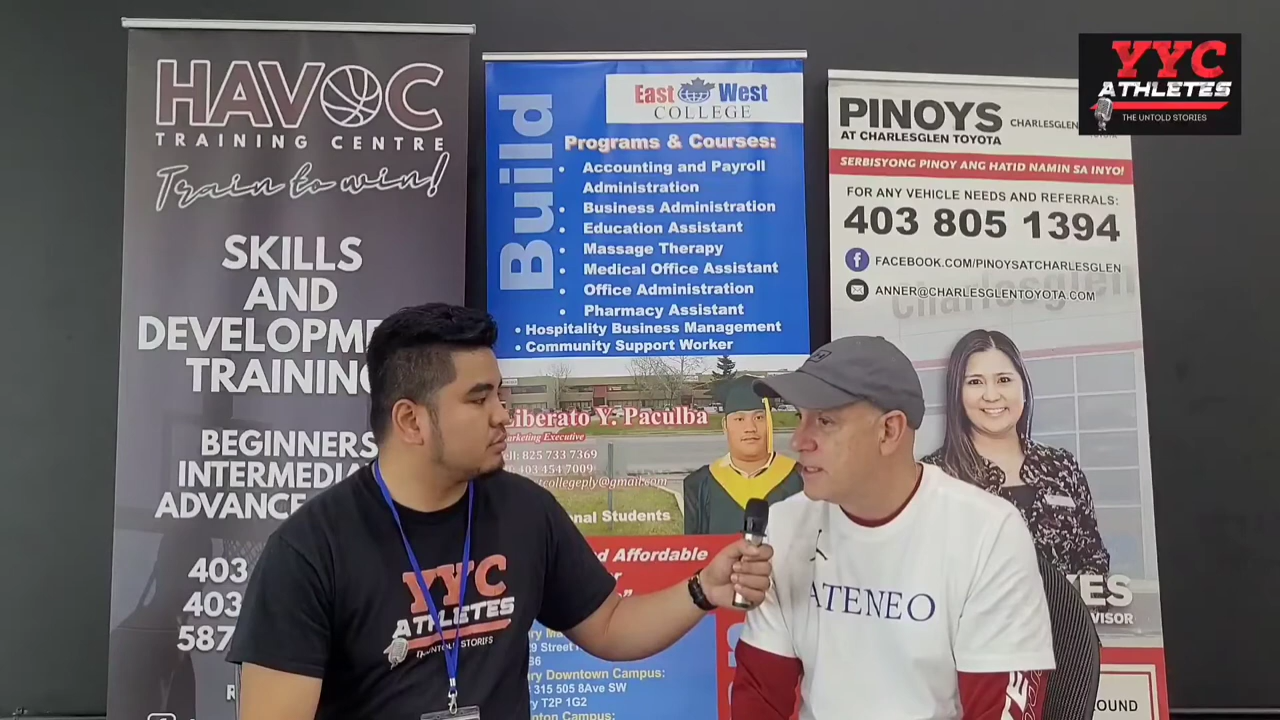 HAVOC
TRAINING CENTRE
Train to win!
SKILLS
AND
TRAINING
BEGINNERS
ADVANCE
403
403
587
Build
East West
COLLEGE
Programs & Courses:
• Accounting and Payroll
Administration
• Business Administration
• Education Assistant
• Massage Therapy
• Medical Office Assistant
• Office Administration
• Pharmacy Assistant
• Hospitality Business Management
• Community Support Worker
Liberato Y. Paculba
Marketing Executive
825 733 7369
403 454 7009
Students
Affordable
Downtown Campus:
315 505 8Ave SW
T2P 1G2
Campus:
PINOYS
AT CHARLESGLEN TOYOTA
SERBISYONG PINOY ANG HATID NAMIN SA INYO!
FOR ANY VEHICLE NEEDS AND REFERRALS:
403 805 1394
FACEBOOK.COM/PINOYSATCHARLESGLEN
ANNER@CHARLESGLENTOYOTA.COM
YYC
ATHLETES
THE UNTOLD STORIES
YYC
ATHLETES
THE UNTOLD STORIES
ATENEO